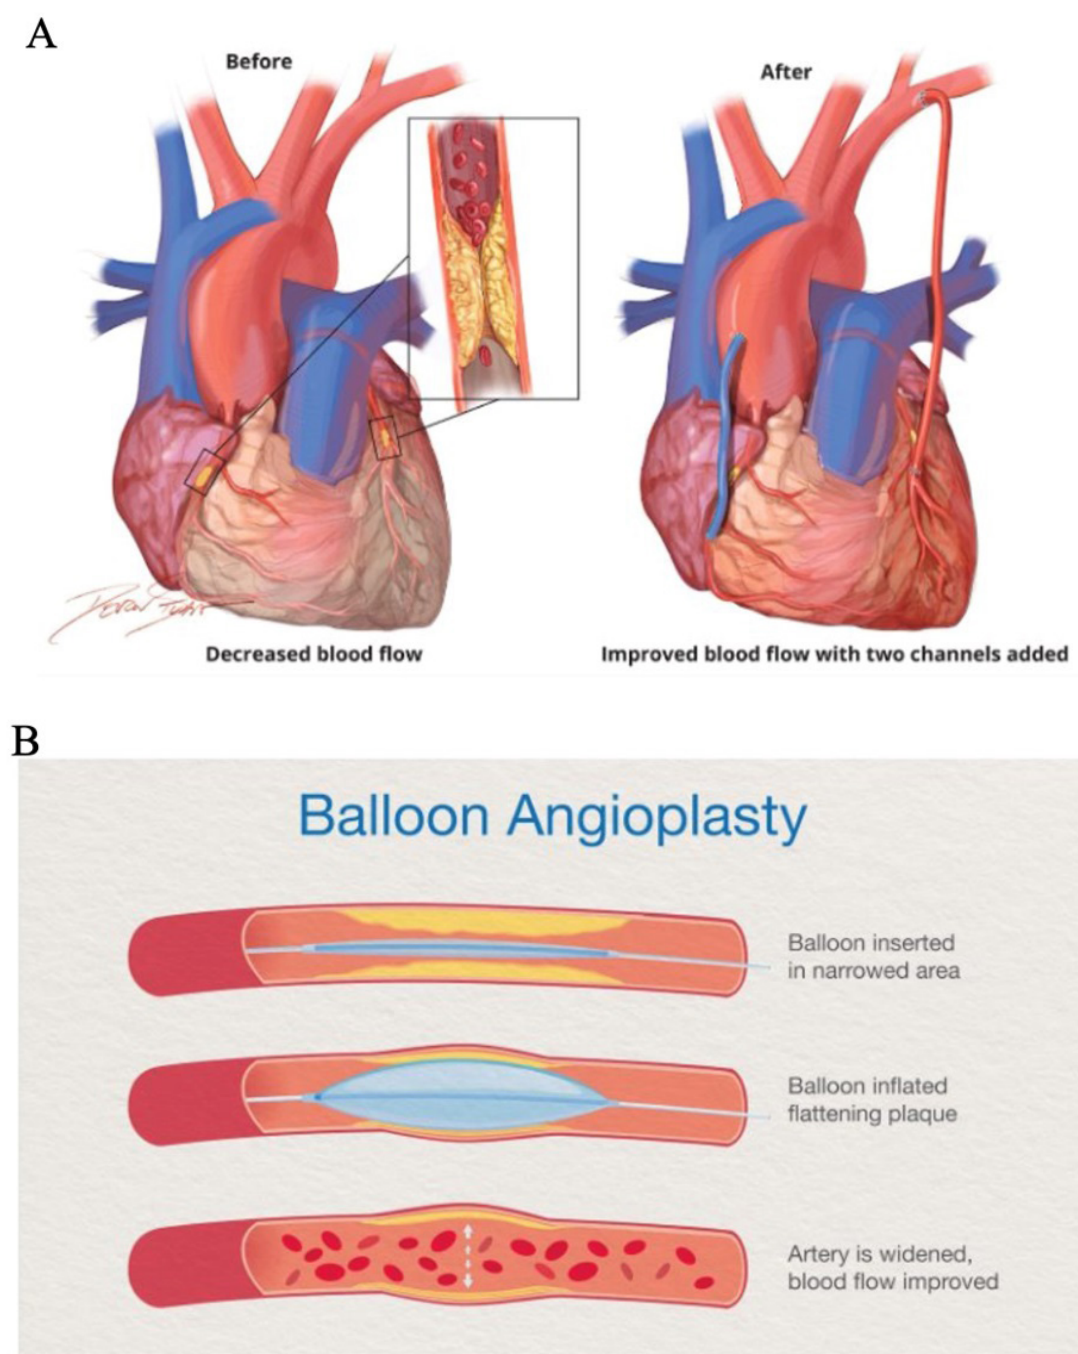 A
Before
After
Decreased blood flow
Improved blood flow with two channels added
B
Balloon Angioplasty
Balloon inserted
in narrowed area
Balloon inflated
flattening plaque
Artery is widened,
blood flow improved